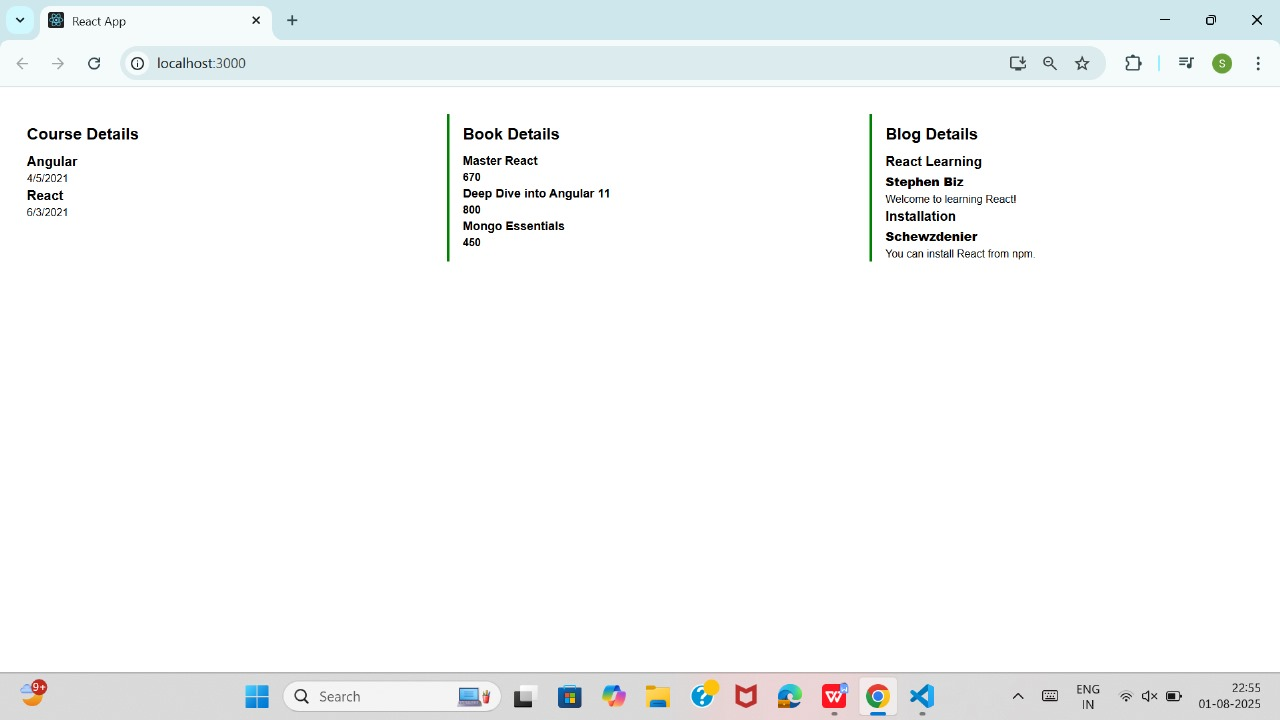 React App
localhost:3000
S
Course Details
Angular
4/5/2021
React
6/3/2021
Book Details
Master React
670
Deep Dive into Angular 11
800
Mongo Essentials
450
Blog Details
React Learning
Stephen Biz
Welcome to learning React!
Installation
Schewzdenier
You can install React from npm.
9+
Search
ENG
IN
22:55
01-08-2025